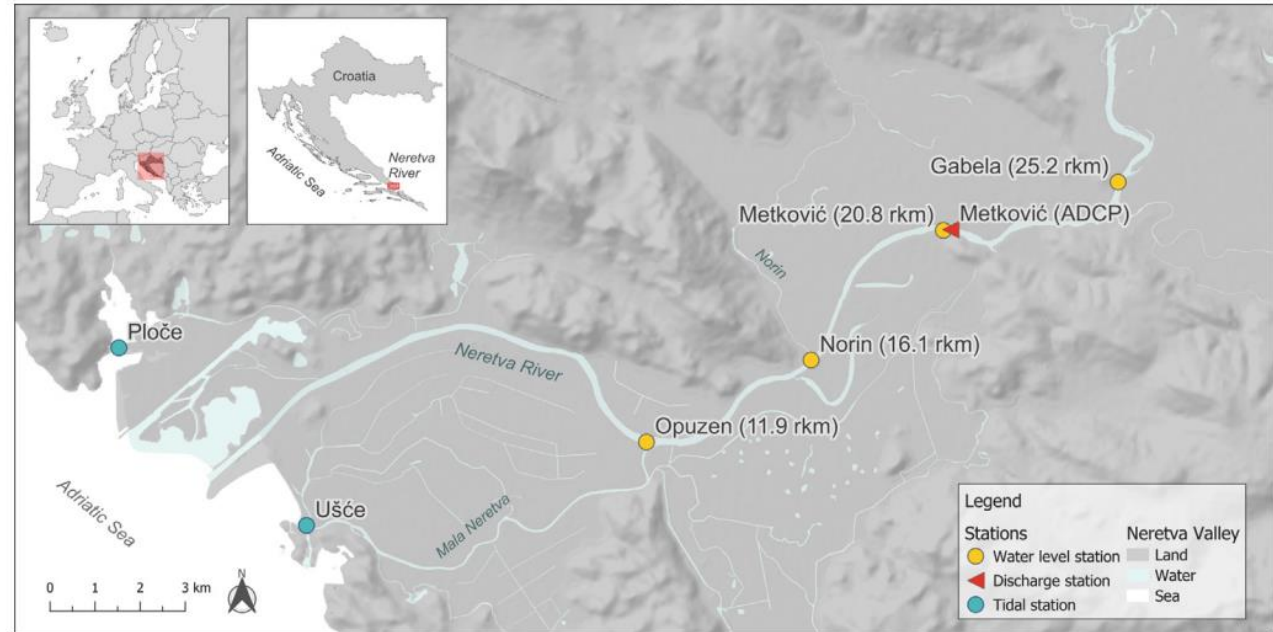 Croatia
Adriatic Sea
Neretva
River
Gabela (25.2 rkm)
Metković (20.8 rkm)
Metković (ADCP)
Norin
Ploče
Neretva River
Norin (16.1 rkm)
Opuzen (11.9 rkm)
Adriatic Sea
Ušće
Mala Neretva
0 1 2 3 km
N
Legend
Stations
Water level station
Discharge station
Tidal station
Neretva Valley
Land
Water
Sea